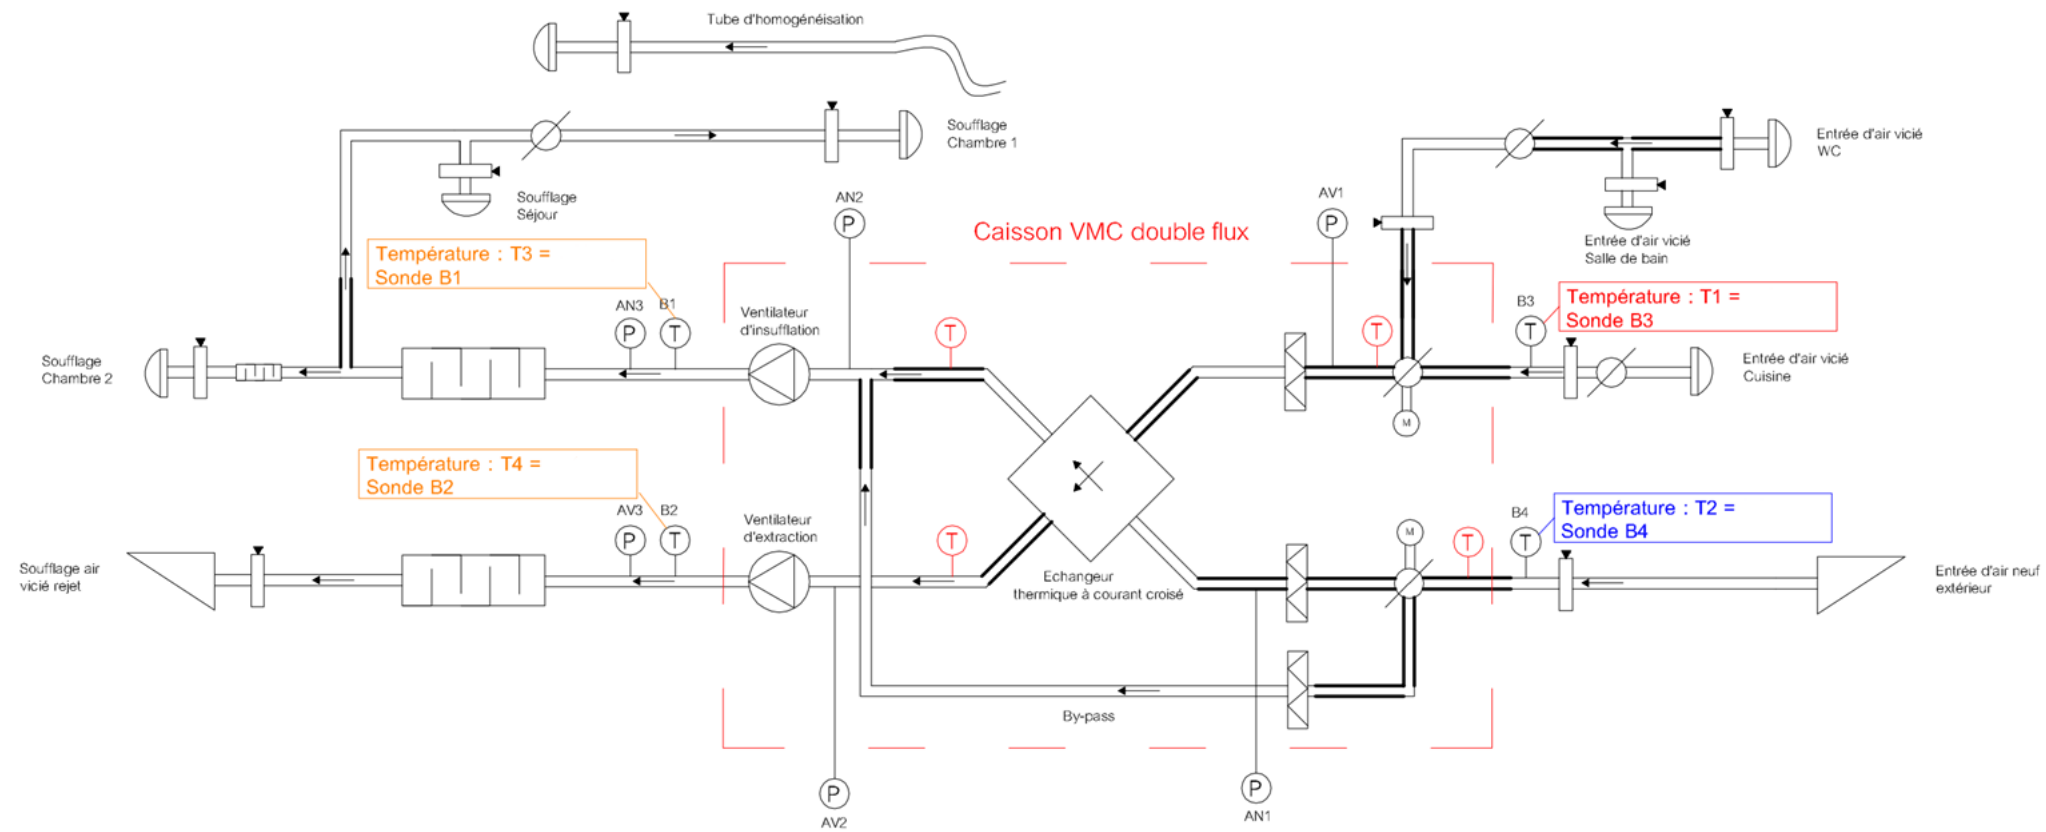 Tube d'homogénéisation
Soufflage
Chambre 1
Entrée d'air vicié
WC
Soufflage
Séjour
AN2
AV1
Caisson VMC double flux
Entrée d'air vicié
Salle de bain
Température : T3 =
Sonde B1
AN3
B1
Ventilateur
d'insufflation
B3
Température : T1 =
Sonde B3
P
P
P
T
T
T
T
Soufflage
Chambre 2
Entrée d'air vicié
Cuisine
M
Température : T4 =
Sonde B2
AV3
B2
Ventilateur
d'extraction
B4
Température : T2 =
Sonde B4
P
T
T
M
T
T
Soufflage air
vicié rejet
Echangeur
thermique à courant croisé
Entrée d'air neuf
extérieur
By-pass
P
AV2
P
AN1